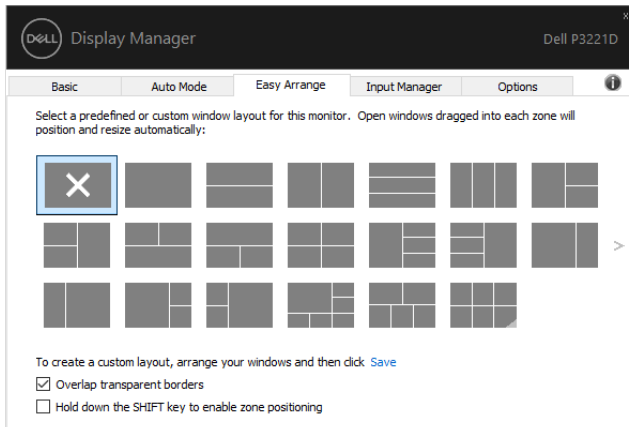 x
DELL Display Manager
Dell P3221D
Basic
Auto Mode
Easy Arrange
Input Manager
Options
i
Select a predefined or custom window layout for this monitor. Open windows dragged into each zone will
position and resize automatically:
>
To create a custom layout, arrange your windows and then click Save
Overlap transparent borders
Hold down the SHIFT key to enable zone positioning